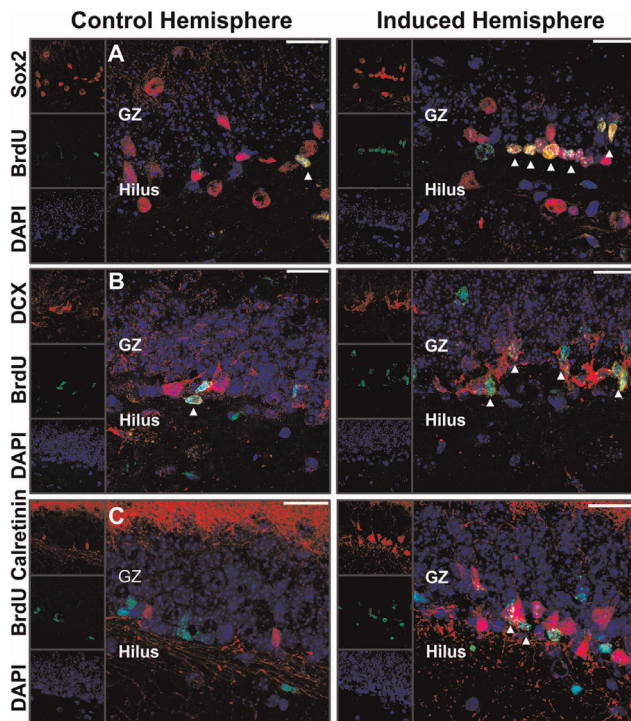 Control Hemisphere
Induced Hemisphere
Sox2
BrdU
DAPI
A
GZ
Hilus
GZ
Hilus
DCX
BrdU
DAPI
B
GZ
Hilus
GZ
Hilus
Calretinin
BrdU
DAPI
C
GZ
Hilus
GZ
Hilus